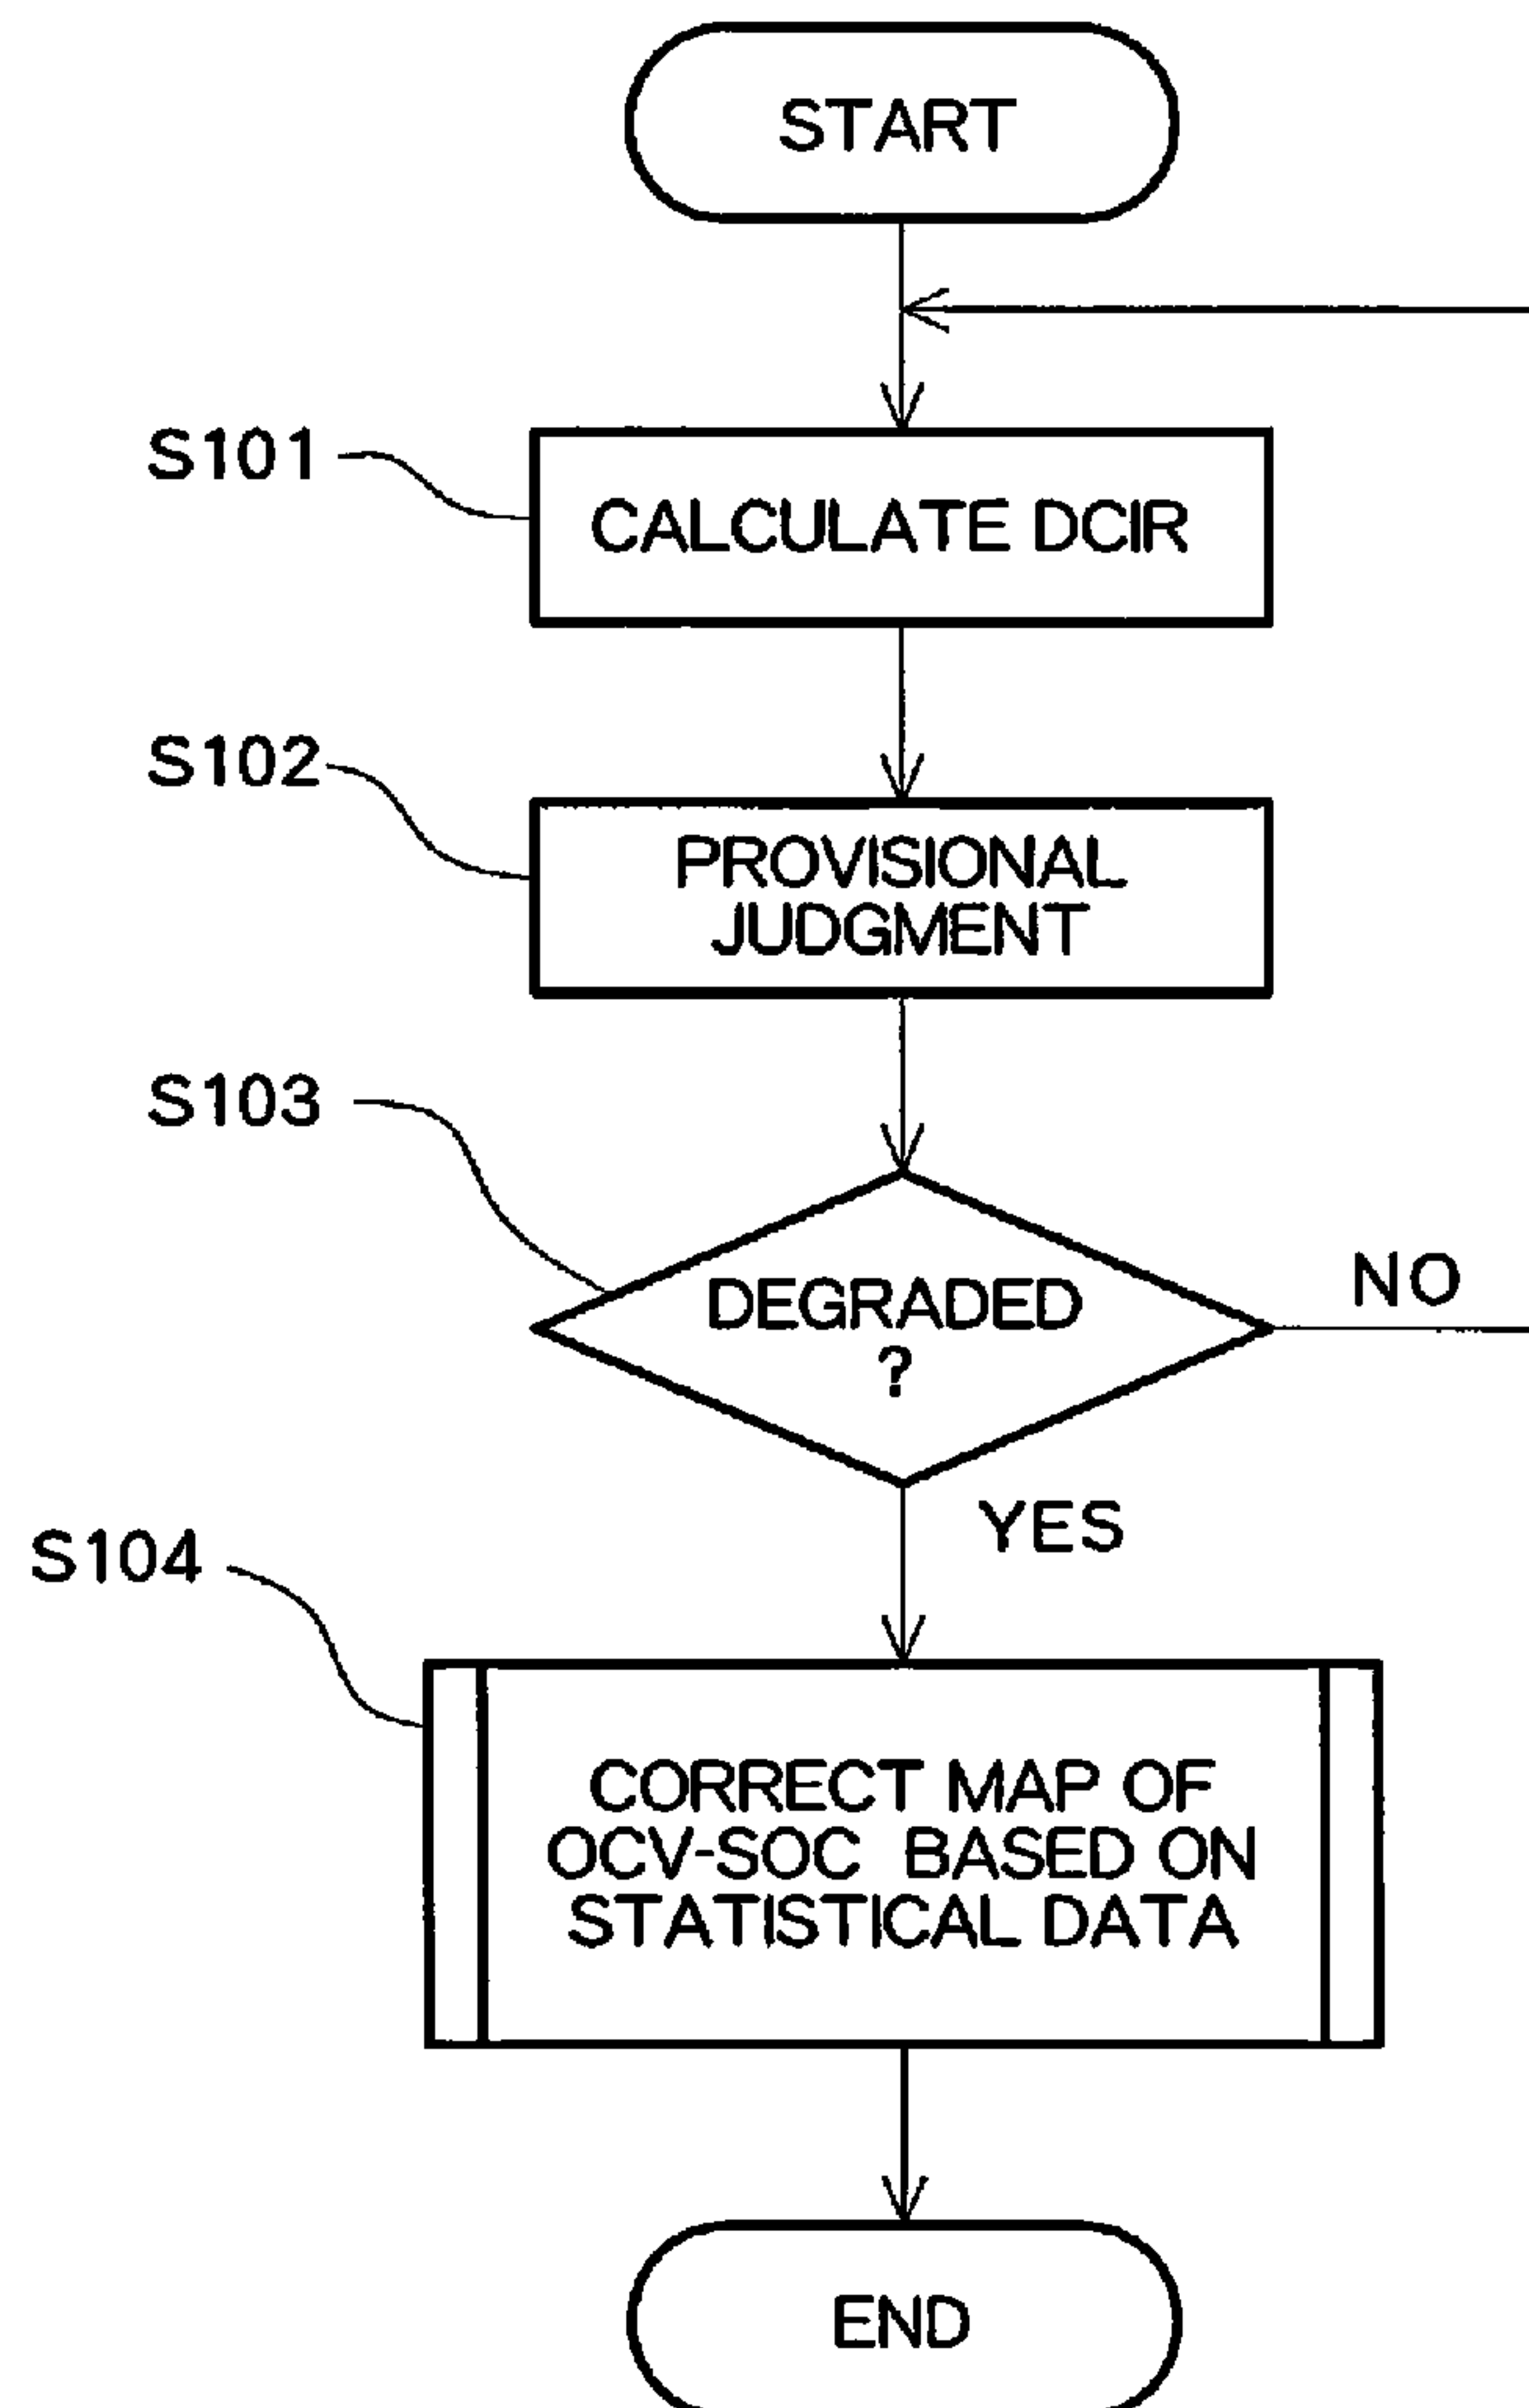 START
S101
CALCULATE DCIR
S102
PROVISIONAL
JUDGMENT
S103
DEGRADED
?
NO
YES
S104
CORRECT MAP OF
OCV-SOC BASED ON
STATISTICAL DATA
END